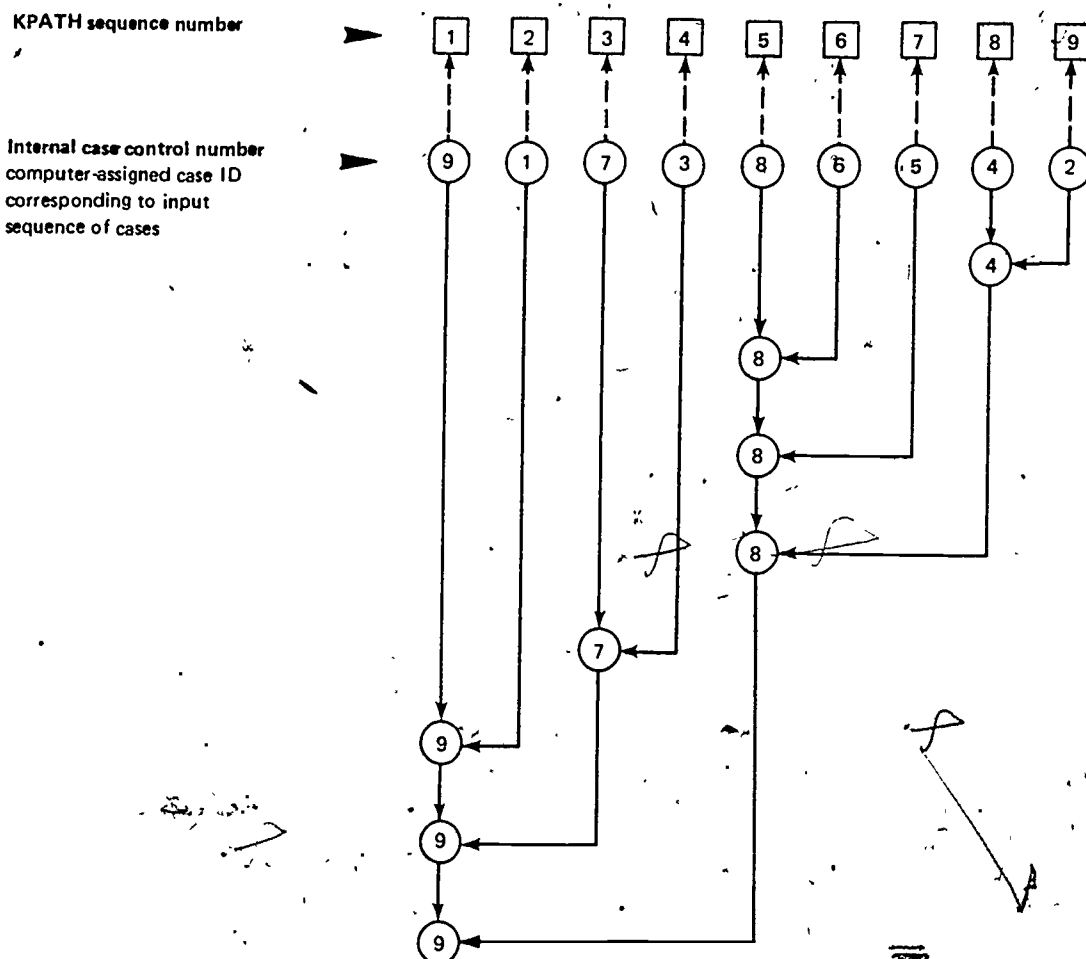 KPATH sequence number
1 2 3 4 5 6 7 8 9
Internal case control number
computer-assigned case ID
corresponding to input
sequence of cases
9 1 7 3 8 6 5 4 2
4
8
8
8
7
9
9
9